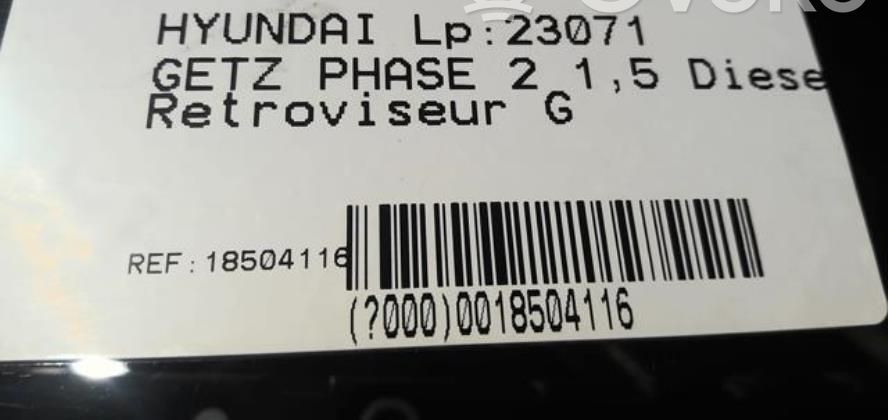 HYUNDAI Lp:23071
GETZ PHASE 2 1,5 Diese
Retroviseur G
REF:18504116
(?000)0018504116